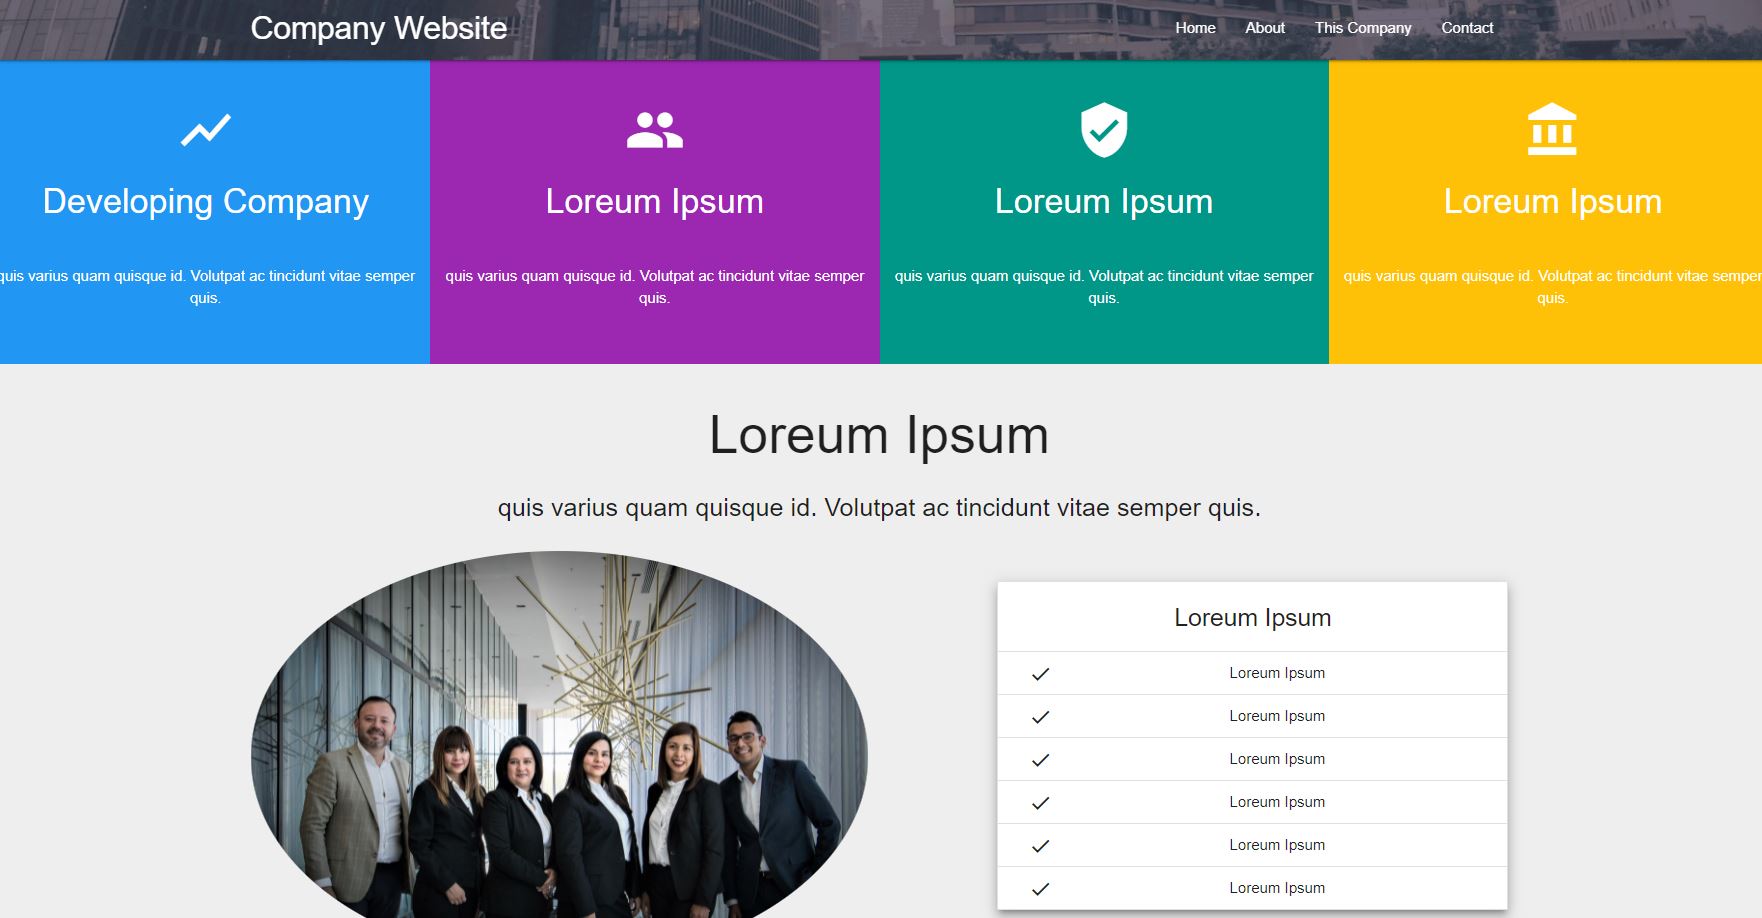 Company Website
Home About This Company Contact
Developing Company
quis varius quam quisque id. Volutpat ac tincidunt vitae semper
quis.
Loreum Ipsum
quis varius quam quisque id. Volutpat ac tincidunt vitae semper
quis.
Loreum Ipsum
quis varius quam quisque id. Volutpat ac tincidunt vitae semper
quis.
Loreum Ipsum
quis varius quam quisque id. Volutpat ac tincidunt vitae semper
quis.
Loreum Ipsum
quis varius quam quisque id. Volutpat ac tincidunt vitae semper quis.
Loreum Ipsum
Loreum Ipsum
Loreum Ipsum
Loreum Ipsum
Loreum Ipsum
Loreum Ipsum
Loreum Ipsum